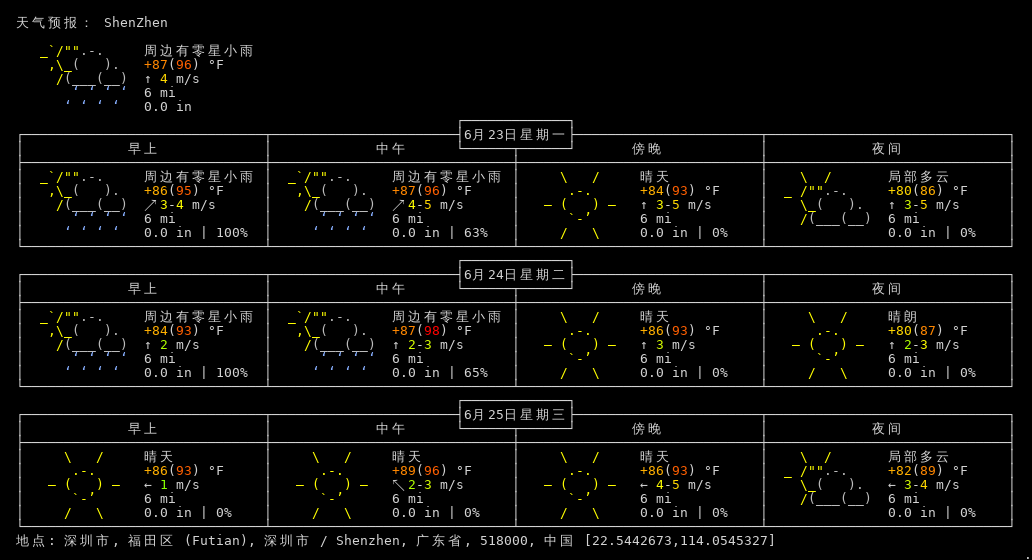 天气预报： ShenZhen
周边有零星小雨
+87(96) °F
↑ 4 m/s
6 mi
0.0 in
6月23日星期一
早上 中午 傍晚 夜间
周边有零星小雨 周边有零星小雨 晴天 局部多云
+86(95) °F +87(96) °F +84(93) °F +80(86) °F
↗ 3-4 m/s ↗ 4-5 m/s ↑ 3-5 m/s ↑ 3-5 m/s
6 mi 6 mi 6 mi 6 mi
0.0 in | 100% 0.0 in | 63% 0.0 in | 0% 0.0 in | 0%
6月24日星期二
早上 中午 傍晚 夜间
周边有零星小雨 周边有零星小雨 晴天 晴朗
+84(93) °F +87(98) °F +86(93) °F +80(87) °F
↑ 2 m/s ↑ 2-3 m/s ↑ 3 m/s ↑ 2-3 m/s
6 mi 6 mi 6 mi 6 mi
0.0 in | 100% 0.0 in | 65% 0.0 in | 0% 0.0 in | 0%
6月25日星期三
早上 中午 傍晚 夜间
晴天 晴天 晴天 局部多云
+86(93) °F +89(96) °F +86(93) °F +82(89) °F
← 1 m/s ↖ 2-3 m/s ← 4-5 m/s ← 3-4 m/s
6 mi 6 mi 6 mi 6 mi
0.0 in | 0% 0.0 in | 0% 0.0 in | 0% 0.0 in | 0%
地点: 深圳市, 福田区 (Futian), 深圳市 / Shenzhen, 广东省, 518000, 中国 [22.5442673,114.0545327]